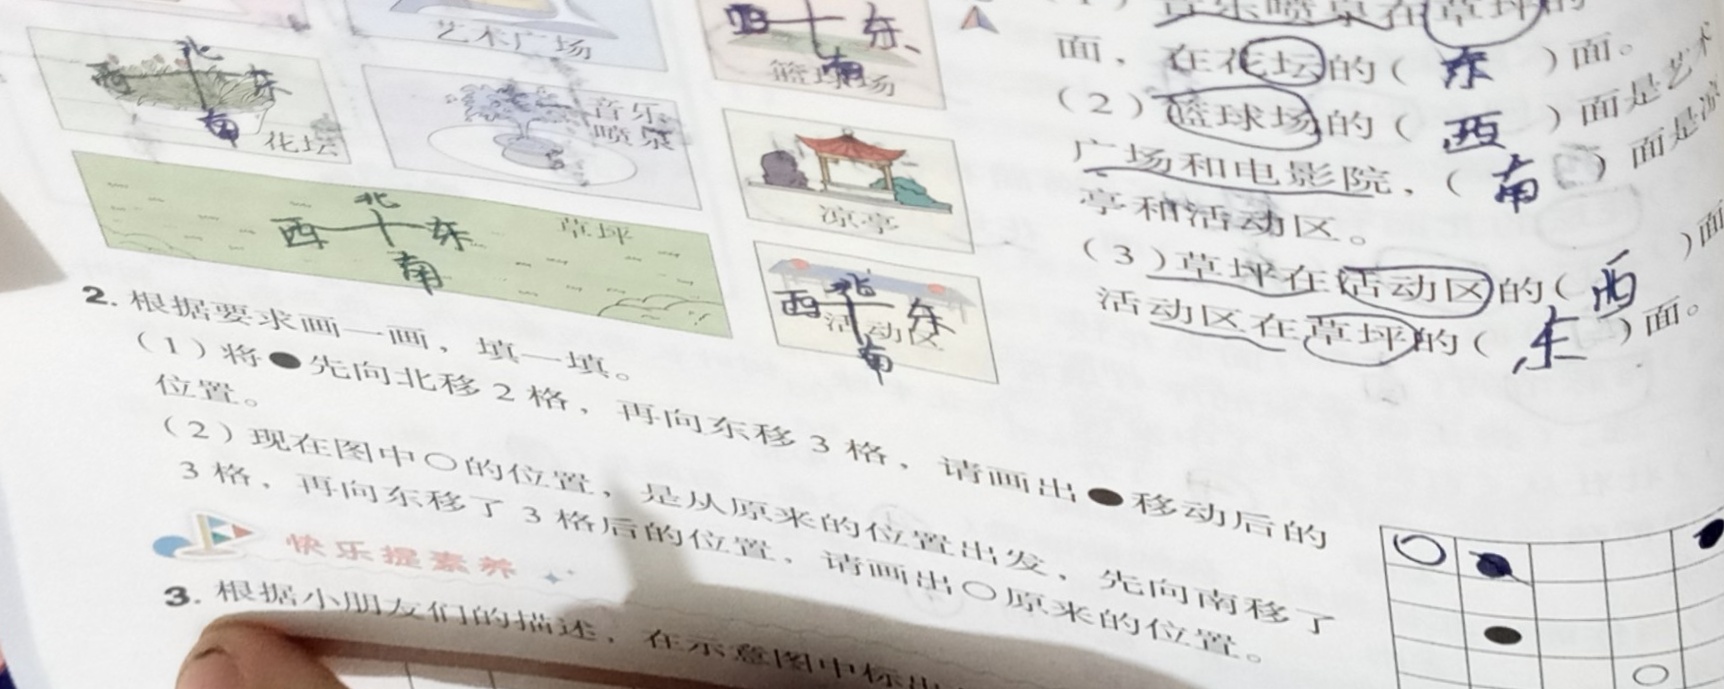 艺术广场
西 东
南
篮球场
北
西 东
南
花坛
音乐
喷泉
凉亭
北
西 东
南
草坪
北
西 东
南
活动区
音乐喷泉在草坪的
面，在花坛的（ 东 ）面。
（2）篮球场的（ 西 ）面是艺术
广场和电影院，（ 南 ）面是凉
亭和活动区。
（3）草坪在活动区的（ 西 ）面
活动区在草坪的（ 东 ）面。
2. 根据要求画一画，填一填。
（1）将●先向北移2格，再向东移3格，请画出●移动后的
位置。
（2）现在图中○的位置，是从原来的位置出发，先向南移了
3格，再向东移了3格后的位置，请画出○原来的位置。
快乐提素养
3. 根据小朋友们的描述，在示意图中标出